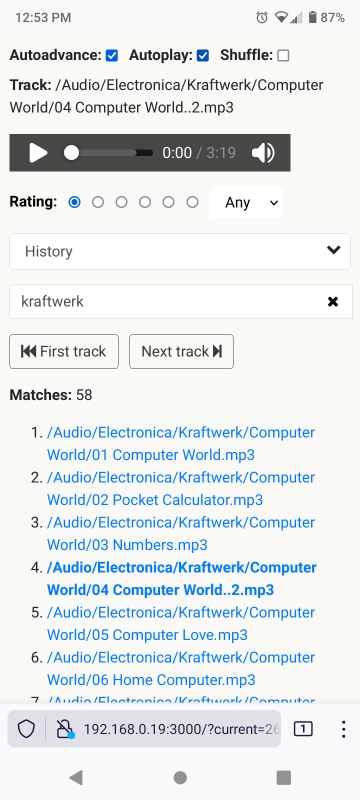 12:53 PM 87%
Autoadvance: Autoplay: Shuffle:
Track: /Audio/Electronica/Kraftwerk/Computer
World/04 Computer World..2.mp3
0:00 / 3:19
Rating: Any
History
kraftwerk
First track Next track
Matches: 58
1. /Audio/Electronica/Kraftwerk/Computer
World/01 Computer World.mp3
2. /Audio/Electronica/Kraftwerk/Computer
World/02 Pocket Calculator.mp3
3. /Audio/Electronica/Kraftwerk/Computer
World/03 Numbers.mp3
4. /Audio/Electronica/Kraftwerk/Computer
World/04 Computer World..2.mp3
5. /Audio/Electronica/Kraftwerk/Computer
World/05 Computer Love.mp3
6. /Audio/Electronica/Kraftwerk/Computer
World/06 Home Computer.mp3
7. /Audio/Electronica/Kraftwerk/Computer
192.168.0.19:3000/?current=26 1